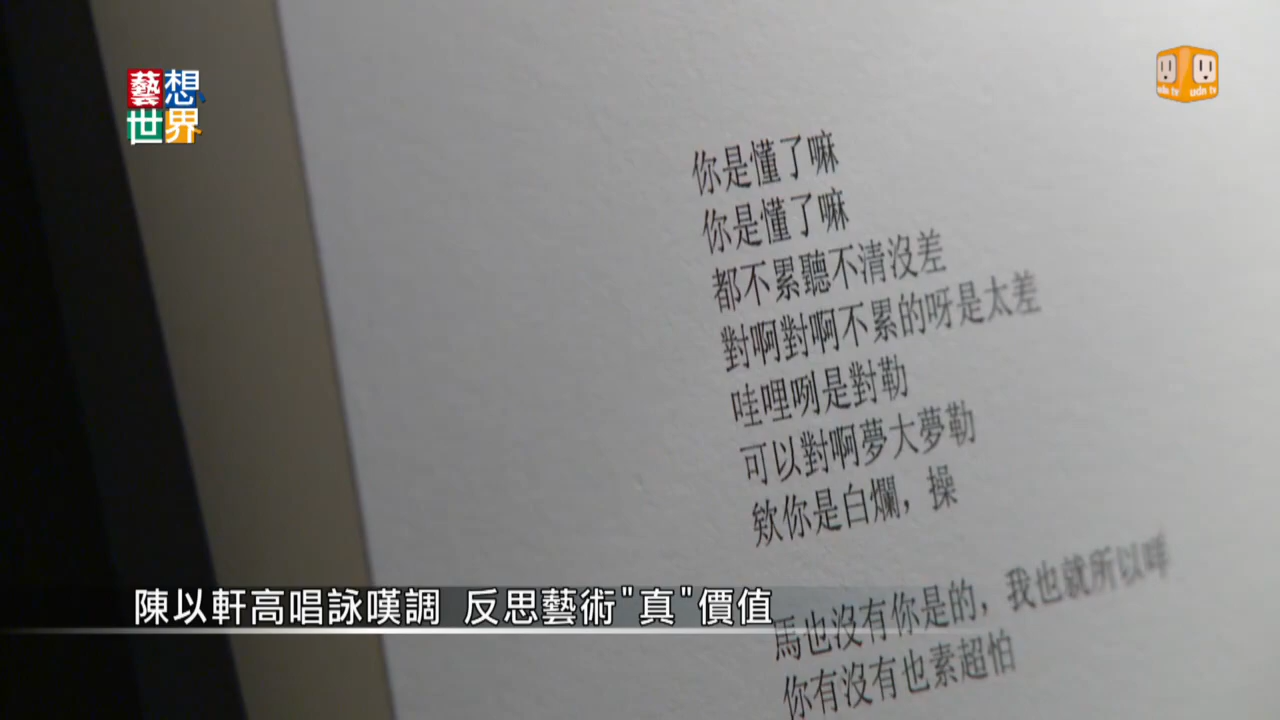 藝想
世界
udn tv
udn tv
你是懂了嘛
你是懂了嘛
都不累聽不清沒差
對啊對啊不累的呀是太差
哇哩咧是對勒
可以對啊夢大夢勒
欸你是白爛，操
馬也沒有你是的，我也就所以咩
你有沒有也素超怕
陳以軒高唱詠嘆調 反思藝術"真"價值